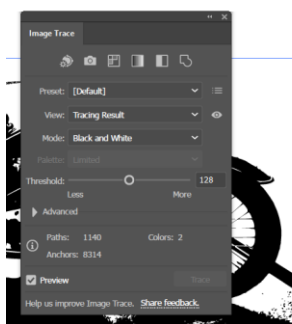 Image Trace
Preset: [Default]
View: Tracing Result
Mode: Black and White
Palette: Limited
Threshold: 128
Less More
Advanced
Paths: 1140 Colors: 2
Anchors: 8314
Preview Trace
Help us improve Image Trace. Share feedback.